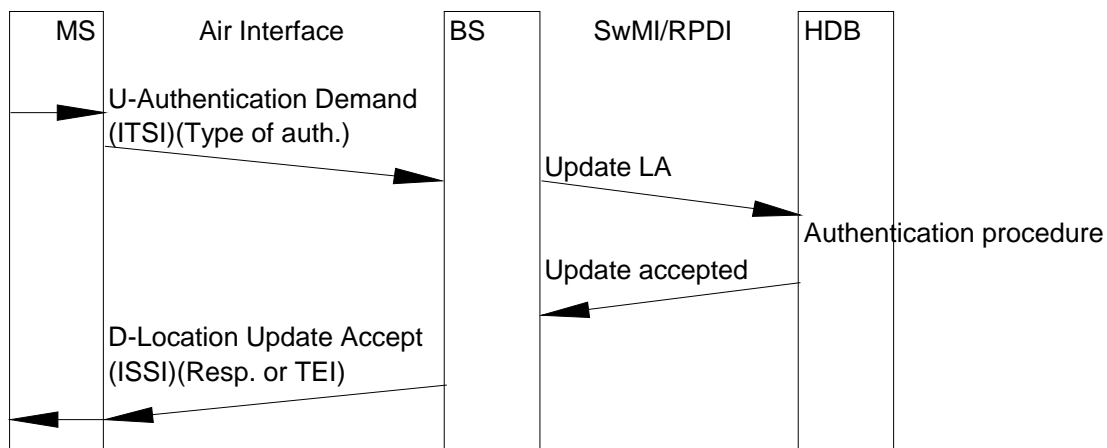 MS
Air Interface
BS
SwMI/RPDI
HDB
U-Authentication Demand
(ITSI)(Type of auth.)
Update LA
Authentication procedure
Update accepted
D-Location Update Accept
(ISSI)(Resp. or TEI)